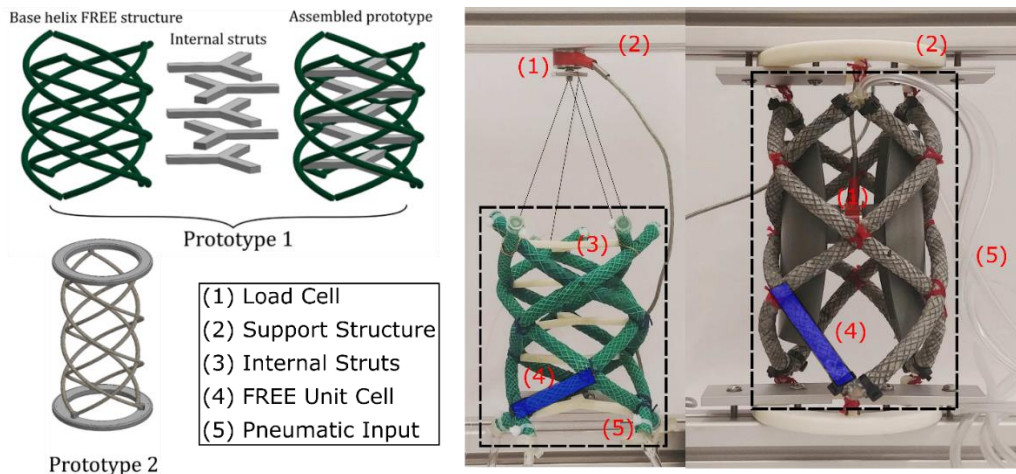 Base helix FREE structure
Internal struts
Assembled prototype
Prototype 1
Prototype 2
(1) Load Cell
(2) Support Structure
(3) Internal Struts
(4) FREE Unit Cell
(5) Pneumatic Input
(2)
(1)
(3)
(4)
(5)
(2)
(1)
(5)
(4)